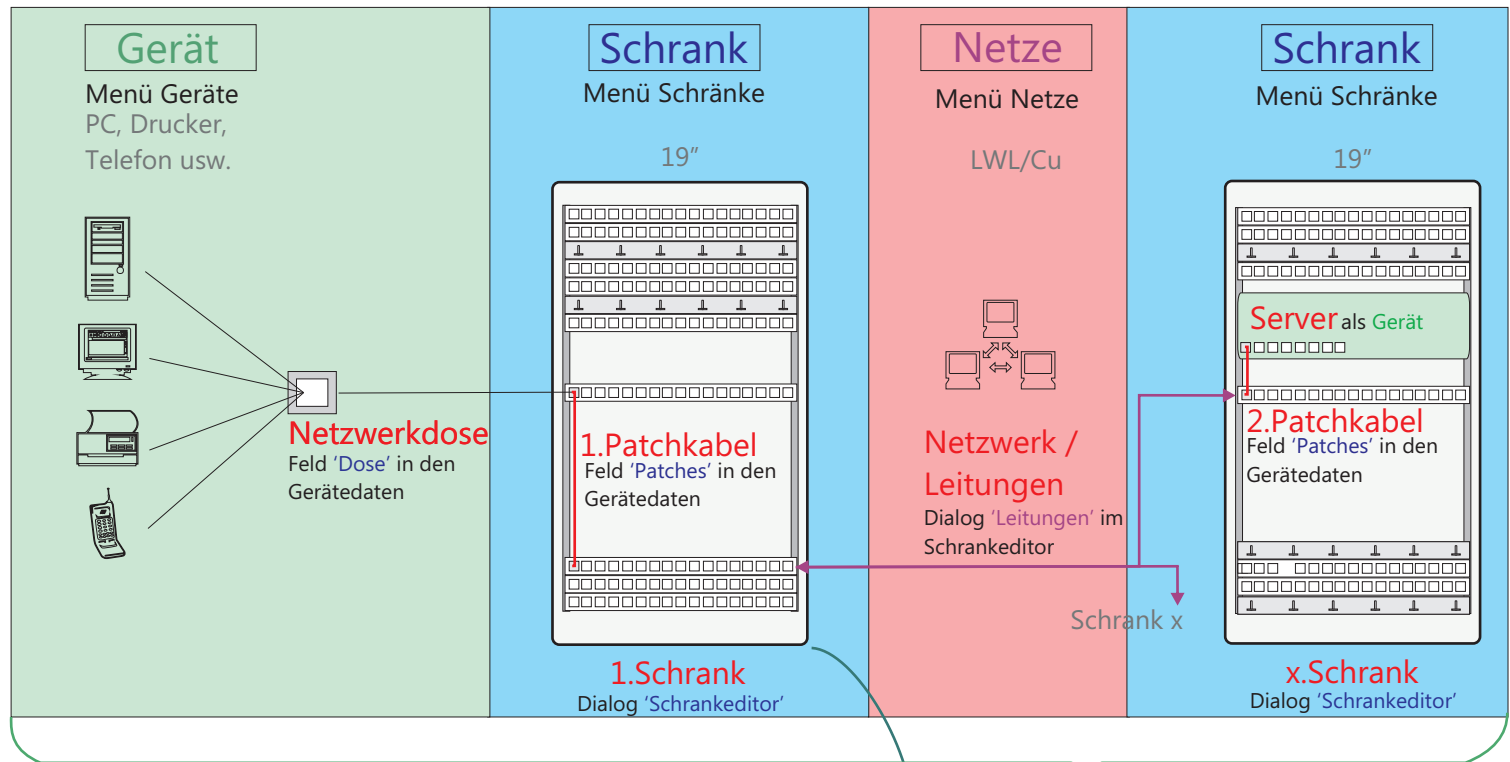 Gerät
Menü Geräte
PC, Drucker,
Telefon usw.
Netzwerkdose
Feld 'Dose' in den
Gerätedaten
Schrank
Menü Schränke
19”
1.Patchkabel
Feld 'Patches' in den
Gerätedaten
1.Schrank
Dialog 'Schrankeditor'
Netze
Menü Netze
LWL/Cu
Netzwerk /
Leitungen
Dialog 'Leitungen' im
Schrankeditor
Schrank x
Schrank
Menü Schränke
19”
Server als Gerät
2.Patchkabel
Feld 'Patches' in den
Gerätedaten
x.Schrank
Dialog 'Schrankeditor'